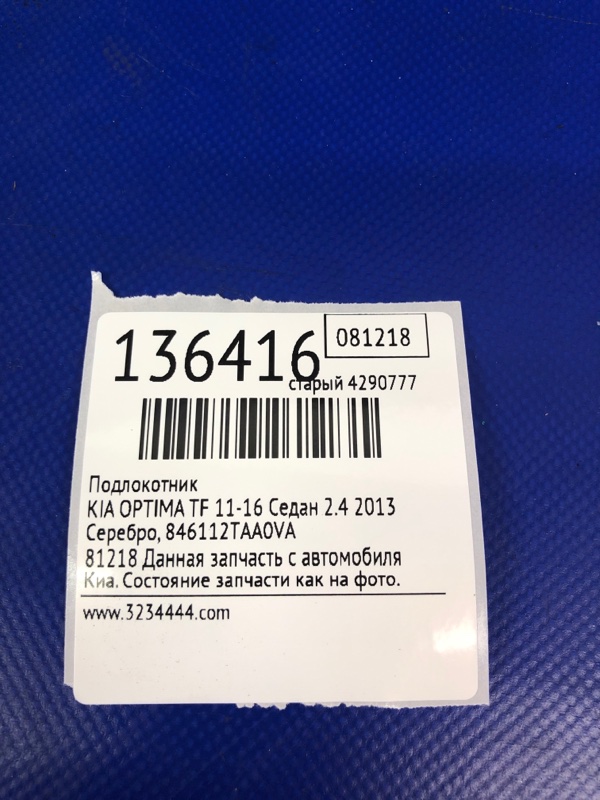 136416
081218
старый 4290777
Подлокотник
KIA OPTIMA TF 11-16 Седан 2.4 2013
Серебро, 846112TAA0VA
81218 Данная запчасть с автомобиля
Киа. Состояние запчасти как на фото.
www.3234444.com